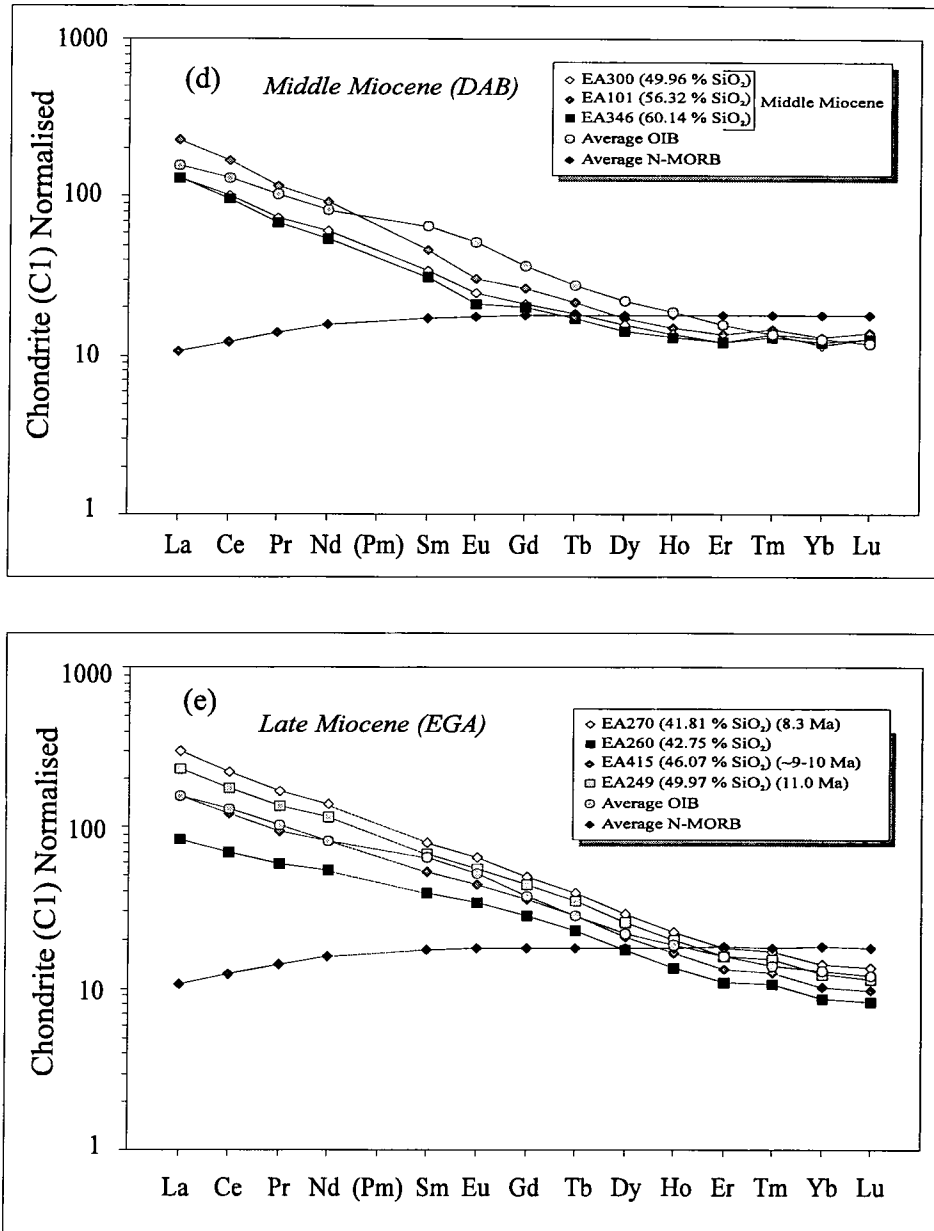 1000
100
10
1
Chondrite (C1) Normalised
(d) Middle Miocene (DAB)
EA300 (49.96 % SiO₂)
EA101 (56.32 % SiO₂)
EA346 (60.14 % SiO₂)
Middle Miocene
Average OIB
Average N-MORB
La Ce Pr Nd (Pm) Sm Eu Gd Tb Dy Ho Er Tm Yb Lu
1000
100
10
1
Chondrite (C1) Normalised
(e) Late Miocene (EGA)
EA270 (41.81 % SiO₂) (8.3 Ma)
EA260 (42.75 % SiO₂)
EA415 (46.07 % SiO₂) (~9-10 Ma)
EA249 (49.97 % SiO₂) (11.0 Ma)
Average OIB
Average N-MORB
La Ce Pr Nd (Pm) Sm Eu Gd Tb Dy Ho Er Tm Yb Lu